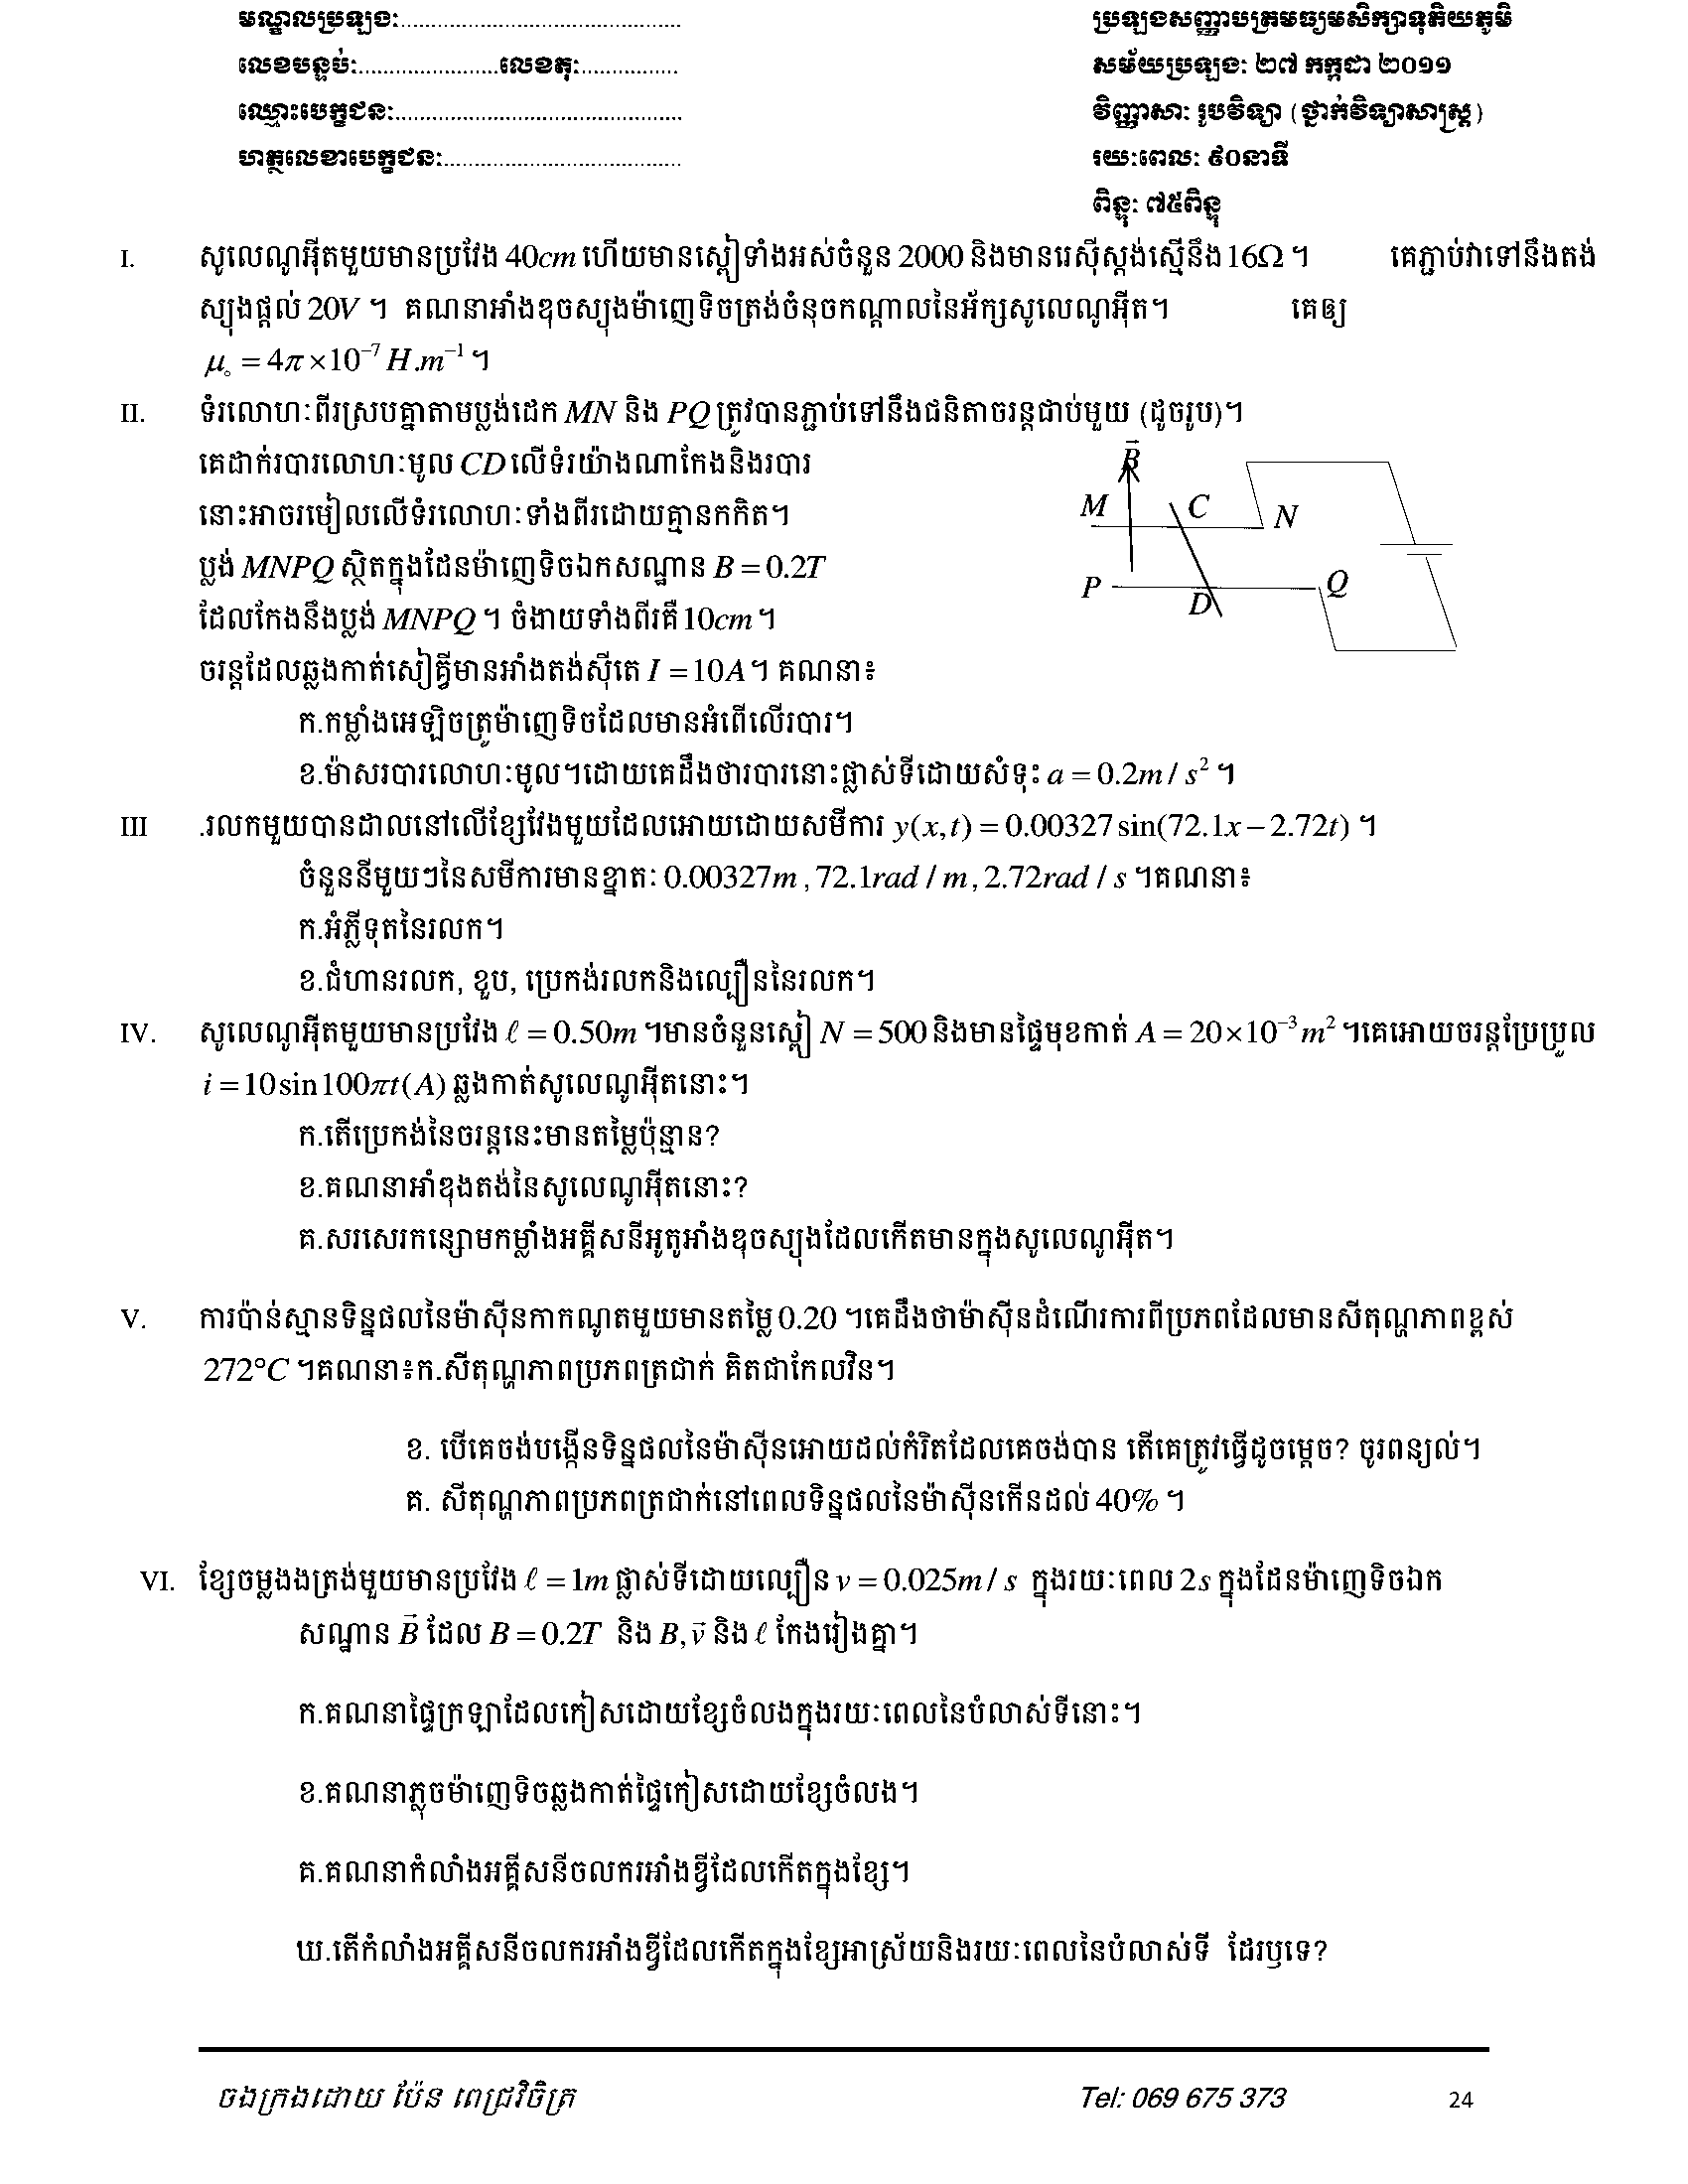 មណ្ឌលប្រឡង:.............................................
ប្រឡងសញ្ញាបត្រមធ្យមសិក្សាទុតិយភូមិ
លេខបន្ទប់:......................លេខតុ:................
សម័យប្រឡង: ២៧ កក្កដា ២០១១
ឈ្មោះបេក្ខជន:..............................................
វិញ្ញាសា: រូបវិទ្យា (ថ្នាក់វិទ្យាសាស្ត្រ)
ហត្ថលេខាបេក្ខជន:......................................
រយ:ពេល: ៩០នាទី
ពិន្ទុ: ៧៥ពិន្ទុ
I. សូលេណូអ៊ីតមួយមានប្រវែង 40cm ហើយមានស្ពៀទាំងអស់ចំនួន 2000 និងមានរេស៊ីស្តង់ស្មើនឹង 16Ω ។ គេភ្ជាប់វាទៅនឹងតង់
ស្យុងផ្តល់ 20V ។ គណនាអាំងឌុចស្យុងម៉ាញេទិចត្រង់ចំនុចកណ្តាលនៃអ័ក្សសូលេណូអ៊ីត។ គេឲ្យ
μ₀ = 4π×10⁻⁷ H.m⁻¹ ។
II. ទំរលោហ:ពីរស្របគ្នាតាមប្លង់ដេក MN និង PQ ត្រូវបានភ្ជាប់ទៅនឹងជនិតាចរន្តជាប់មួយ (ដូចរូប)។
គេដាក់របារលោហ:មូល CD លើទំរយ៉ាងណាកែងនិងរបារ
នោះអាចរមៀលលើទំរលោហ:ទាំងពីរដោយគ្មានកកិត។
ប្លង់ MNPQ ស្ថិតក្នុងដែនម៉ាញេទិចឯកសណ្ឋាន B = 0.2T
ដែលកែងនឹងប្លង់ MNPQ ។ ចំងាយទាំងពីរគឺ 10cm ។
ចរន្តដែលឆ្លងកាត់សៀគ្វីមានអាំងតង់ស៊ីតេ I = 10A ។ គណនា៖
B⃗
M C N
P D Q
ក.កម្លាំងអេឡិចត្រូម៉ាញេទិចដែលមានអំពើលើរបារ។
ខ.ម៉ាសរបារលោហ:មូល។ដោយគេដឹងថារបារនោះផ្លាស់ទីដោយសំទុះ a = 0.2m / s² ។
III .រលកមួយបានដាលនៅលើខ្សែវែងមួយដែលអោយដោយសមីការ y(x,t) = 0.00327 sin(72.1x − 2.72t) ។
ចំនួននីមួយៗនៃសមីការមានខ្នាត: 0.00327m , 72.1rad / m , 2.72rad / s ។គណនា៖
ក.អំភ្លីទុតនៃរលក។
ខ.ជំហានរលក, ខួប, ប្រេកង់រលកនិងល្បឿននៃរលក។
IV. សូលេណូអ៊ីតមួយមានប្រវែង ℓ = 0.50m ។មានចំនួនស្ពៀ N = 500 និងមានផ្ទៃមុខកាត់ A = 20×10⁻³ m² ។គេអោយចរន្តប្រែប្រួល
i = 10sin100πt(A) ឆ្លងកាត់សូលេណូអ៊ីតនោះ។
ក.តើប្រេកង់នៃចរន្តនេះមានតម្លៃប៉ុន្មាន?
ខ.គណនាអាំឌុងតង់នៃសូលេណូអ៊ីតនោះ?
គ.សរសេរកន្សោមកម្លាំងអគ្គីសនីអូតូអាំងឌុចស្យុងដែលកើតមានក្នុងសូលេណូអ៊ីត។
V. ការប៉ាន់ស្មានទិន្នផលនៃម៉ាស៊ីនកាកណូតមួយមានតម្លៃ 0.20 ។គេដឹងថាម៉ាស៊ីនដំណើរការពីប្រភពដែលមានសីតុណ្ហភាពខ្ពស់
272°C ។គណនា៖ក.សីតុណ្ហភាពប្រភពត្រជាក់ គិតជាកែលវិន។
ខ. បើគេចង់បង្កើនទិន្នផលនៃម៉ាស៊ីនអោយដល់កំរិតដែលគេចង់បាន តើគេត្រូវធ្វើដូចម្តេច? ចូរពន្យល់។
គ. សីតុណ្ហភាពប្រភពត្រជាក់នៅពេលទិន្នផលនៃម៉ាស៊ីនកើនដល់ 40% ។
VI. ខ្សែចម្លងងត្រង់មួយមានប្រវែង ℓ = 1m ផ្លាស់ទីដោយល្បឿន v = 0.025m / s ក្នុងរយ:ពេល 2s ក្នុងដែនម៉ាញេទិចឯក
សណ្ឋាន B⃗ ដែល B = 0.2T និង B, v⃗ និង ℓ កែងរៀងគ្នា។
ក.គណនាផ្ទៃក្រឡាដែលកៀសដោយខ្សែចំលងក្នុងរយ:ពេលនៃបំលាស់ទីនោះ។
ខ.គណនាភ្លុចម៉ាញេទិចឆ្លងកាត់ផ្ទៃកៀសដោយខ្សែចំលង។
គ.គណនាកំលាំងអគ្គីសនីចលករអាំងឌ្វីដែលកើតក្នុងខ្សែ។
ឃ.តើកំលាំងអគ្គីសនីចលករអាំងឌ្វីដែលកើតក្នុងខ្សែអាស្រ័យនិងរយ:ពេលនៃបំលាស់ទី ដែរឫទេ?
ចងក្រងដោយ ប៉ែន ពេជ្រវិចិត្រ Tel: 069 675 373 24